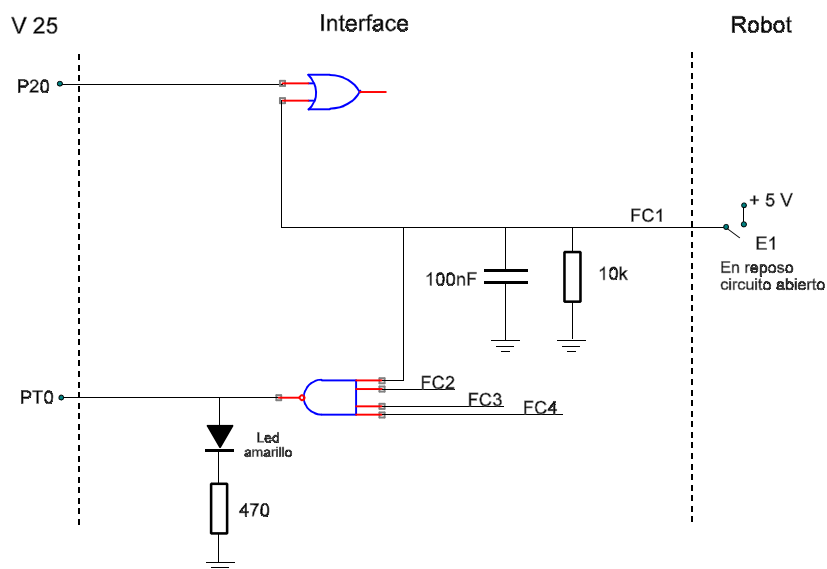 V 25
Interface
Robot
P20
+ 5 V
FC1
E1
En reposo
circuito abierto
100nF
10k
FC2
FC3
FC4
PT0
Led
amarillo
470